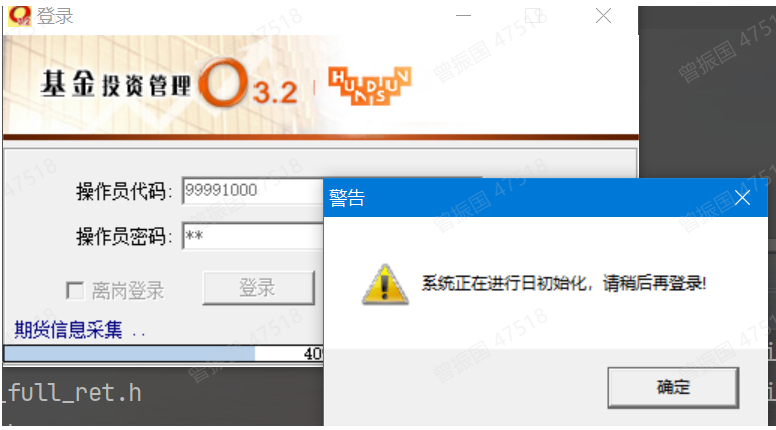 登录
基金投资管理 O3.2
HUNDSUN
操作员代码: 99991000
操作员密码: **
离岗登录
登录
期货信息采集 ..
警告
系统正在进行日初始化，请稍后再登录!
确定
_full_ret.h
曾振国 47518
曾振国 47518
曾振国 47518
曾振国 47518
曾振国 47518